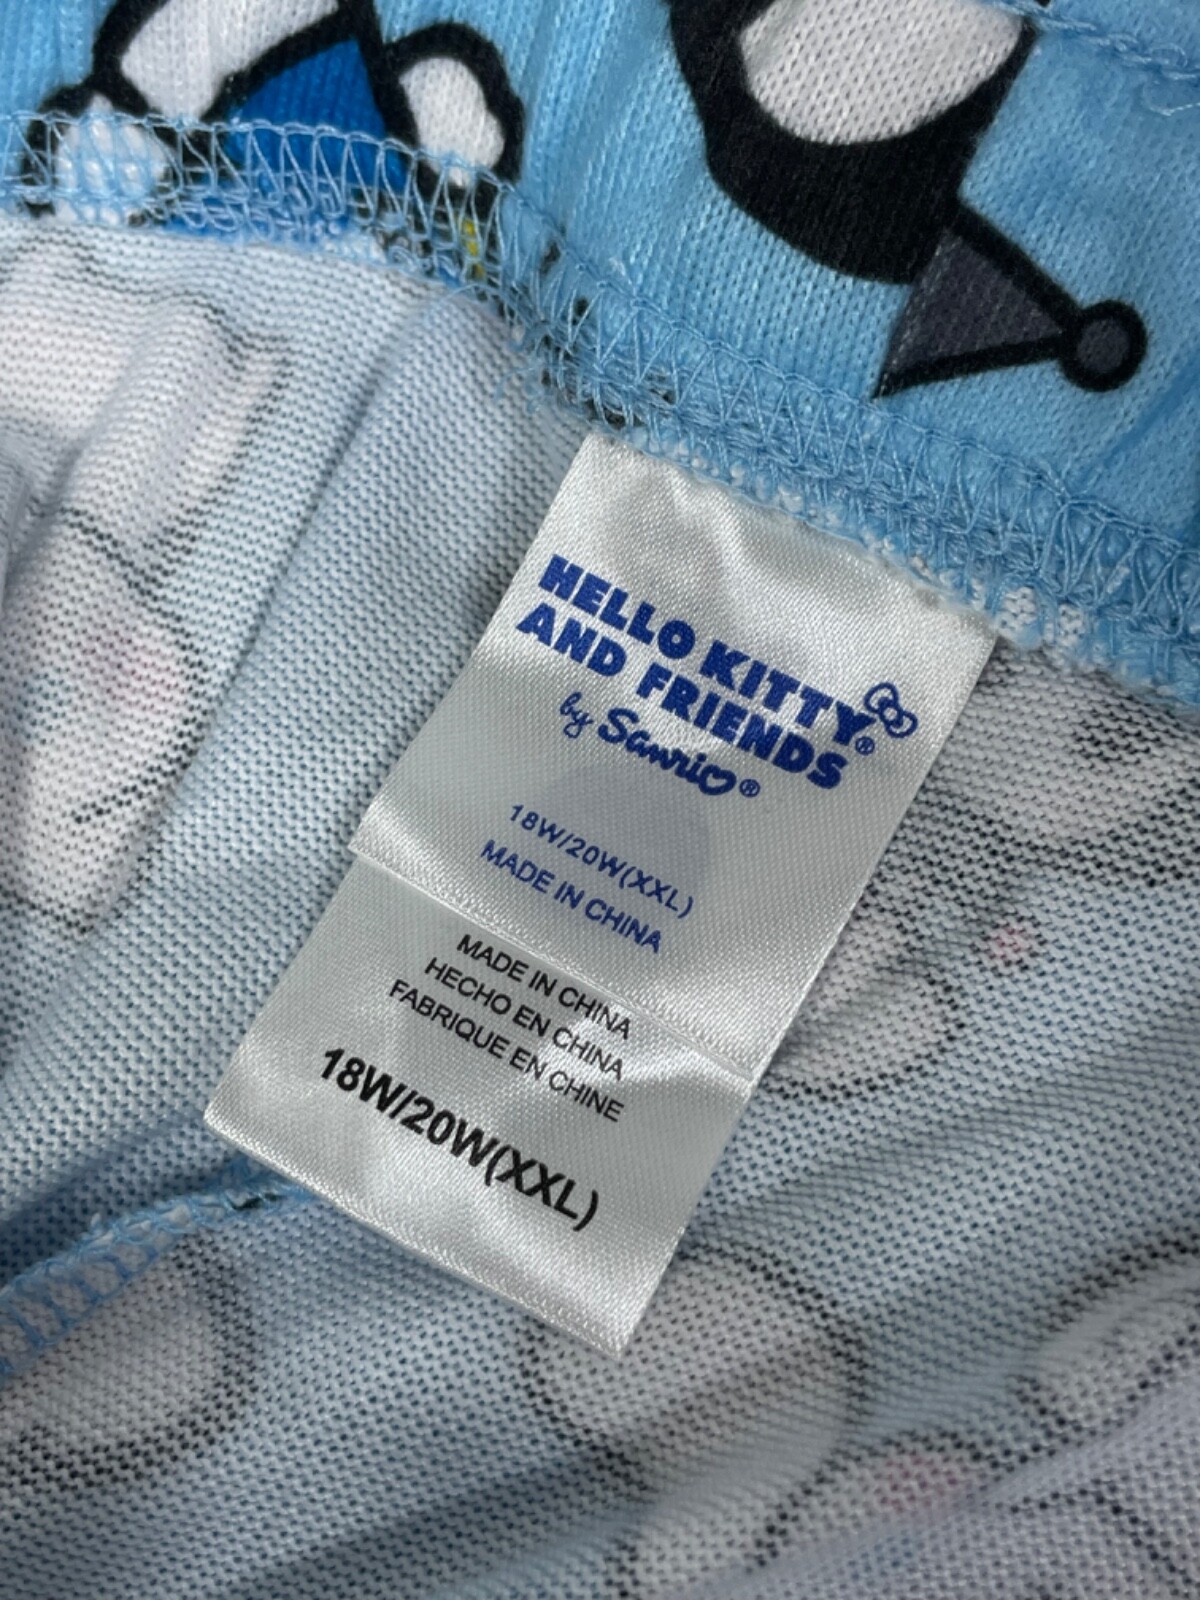 HELLO KITTY®
AND FRIENDS
by Sanrio®
18W/20W(XXL)
MADE IN CHINA
MADE IN CHINA
HECHO EN CHINA
FABRIQUE EN CHINE
18W/20W(XXL)